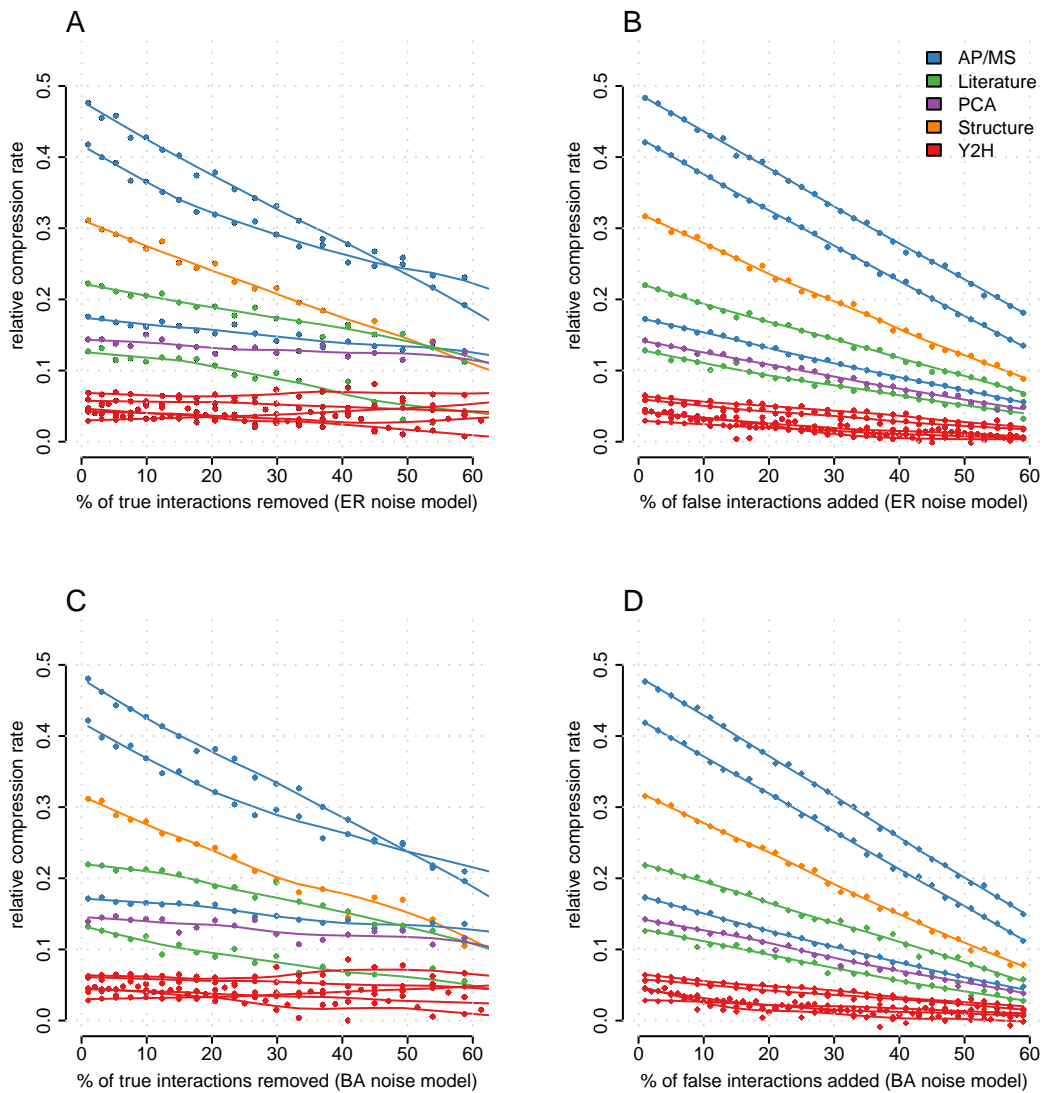 A
0.0 0.1 0.2 0.3 0.4 0.5
relative compression rate
0 10 20 30 40 50 60
% of true interactions removed (ER noise model)
B
AP/MS
Literature
PCA
Structure
Y2H
0.0 0.1 0.2 0.3 0.4 0.5
relative compression rate
0 10 20 30 40 50 60
% of false interactions added (ER noise model)
C
0.0 0.1 0.2 0.3 0.4 0.5
relative compression rate
0 10 20 30 40 50 60
% of true interactions removed (BA noise model)
D
0.0 0.1 0.2 0.3 0.4 0.5
relative compression rate
0 10 20 30 40 50 60
% of false interactions added (BA noise model)